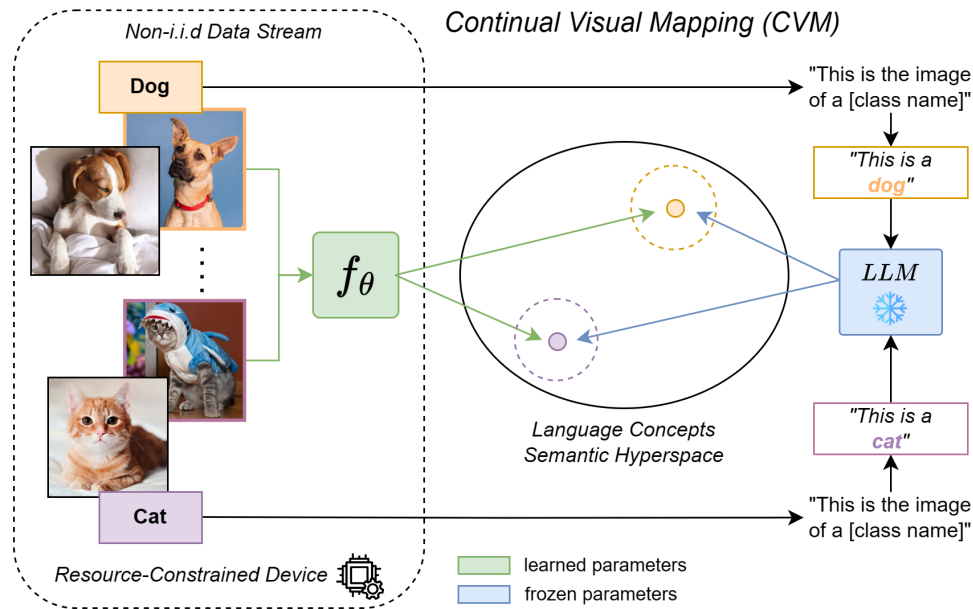 Continual Visual Mapping (CVM)
Non-i.i.d Data Stream
Dog
"This is the image
of a [class name]"
"This is a
dog"
fθ
LLM
Language Concepts
Semantic Hyperspace
"This is a
cat"
Cat
"This is the image
of a [class name]"
Resource-Constrained Device
learned parameters
frozen parameters